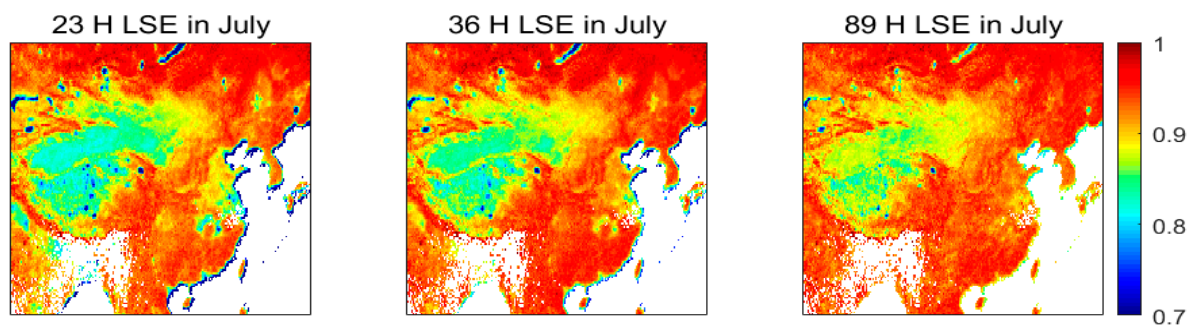 23 H LSE in July
36 H LSE in July
89 H LSE in July
1
0.9
0.8
0.7